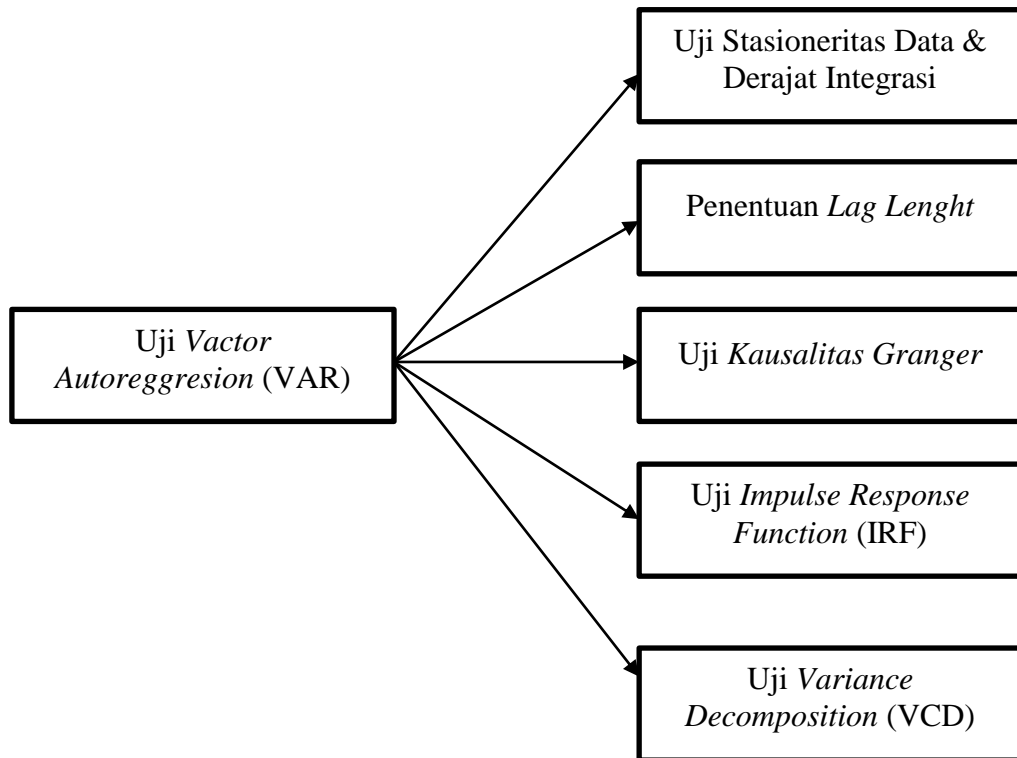 Uji Stasioneritas Data &
Derajat Integrasi
Penentuan Lag Lenght
Uji Vactor
Autoreggresion (VAR)
Uji Kausalitas Granger
Uji Impulse Response
Function (IRF)
Uji Variance
Decomposition (VCD)